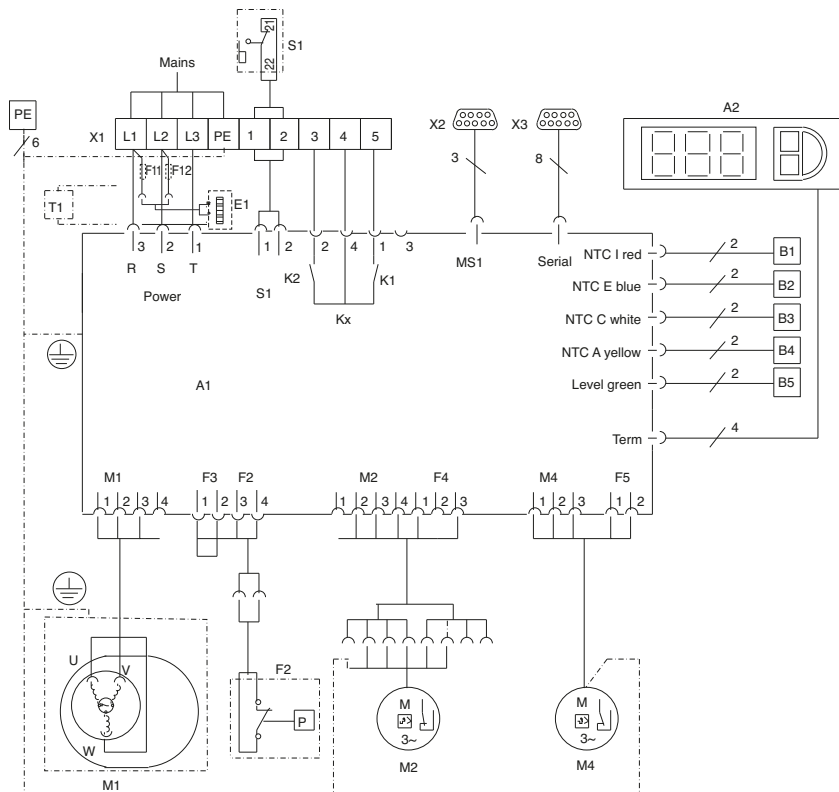 21
S1
22
Mains
PE
6
X1 L1 L2 L3 PE 1 2 3 4 5
X2
X3
A2
3
8
F11 F12
T1
E1
3 2 1
1 2
2 4 1 3
R S T
S1
K2
K1
MS1
Serial
Power
Kx
NTC I red 2 B1
NTC E blue 2 B2
NTC C white 2 B3
NTC A yellow 2 B4
Level green 2 B5
A1
Term 4
M1
F3 F2
M2 F4
M4 F5
1 2 3 4
1 2 3 4
1 2 3 4 1 2 3
1 2 3 1 2
U
V
W
M1
F2
P
M
3~
M2
M
3~
M4